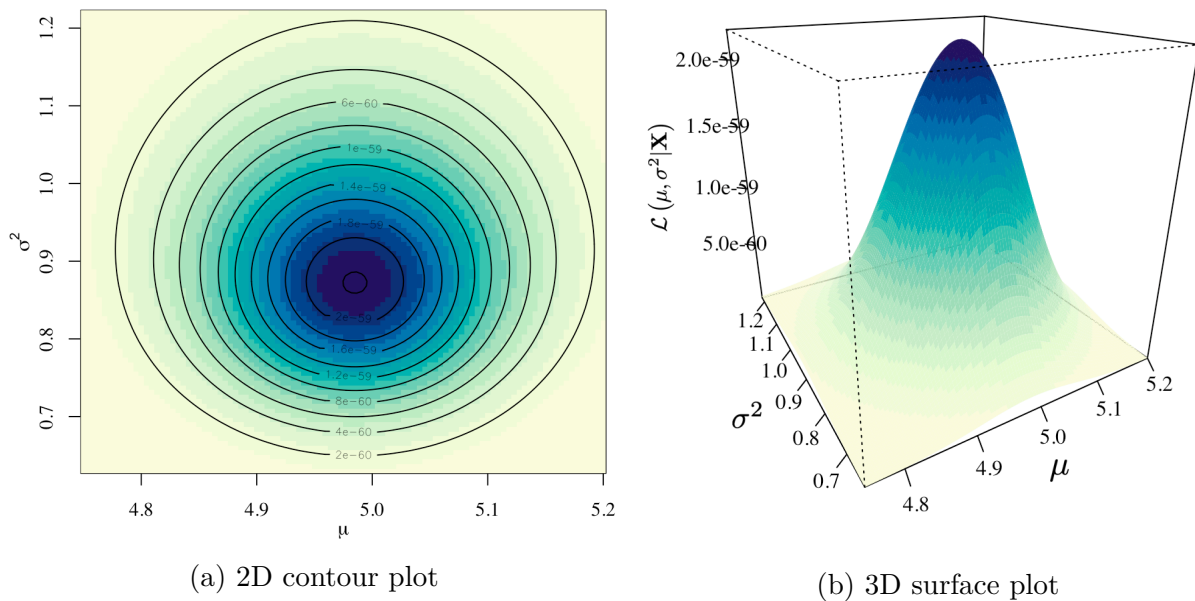 1.2
1.1
1.0
0.9
0.8
0.7
σ²
6e-60
1e-59
1.4e-59
1.8e-59
2e-59
1.6e-59
1.2e-59
8e-60
4e-60
2e-60
4.8
4.9
5.0
5.1
5.2
μ
(a) 2D contour plot
2.0e-59
1.5e-59
1.0e-59
5.0e-60
ℒ (μ, σ²|X)
1.2
1.1
1.0
0.9
0.8
0.7
σ²
4.8
4.9
5.0
5.1
5.2
μ
(b) 3D surface plot